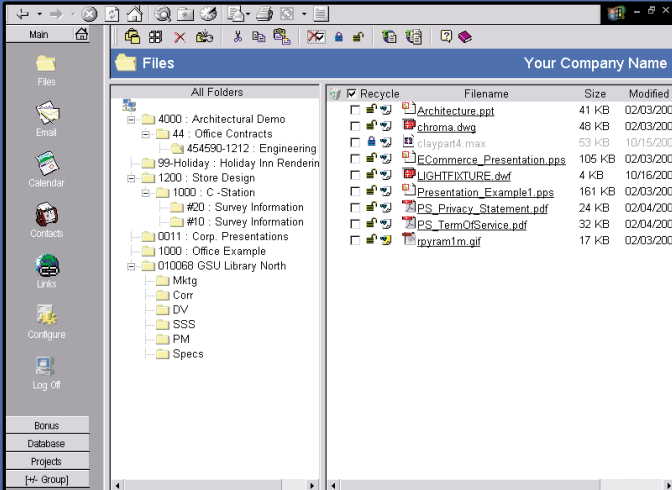 Main
Files
Email
Calendar
Contacts
Links
Configure
Log Off
Bonus
Database
Projects
[+/- Group]
Files
Your Company Name
All Folders
4000 : Architectural Demo
44 : Office Contracts
454590-1212 : Engineering
99-Holiday : Holiday Inn Renderin
1200 : Store Design
1000 : C -Station
#20 : Survey Information
#10 : Survey Information
0011 : Corp. Presentations
1000 : Office Example
010068 GSU Library North
Mktg
Corr
DV
SSS
PM
Specs
Recycle Filename Size Modified
Architecture.ppt 41 KB 02/03/200
chroma.dwg 48 KB 02/03/200
claypart4.max 53 KB 10/15/200
ECommerce_Presentation.pps 105 KB 02/03/200
LIGHTFIXTURE.dwf 4 KB 10/16/200
Presentation_Example1.pps 161 KB 02/03/200
PS_Privacy_Statement.pdf 24 KB 02/04/200
PS_TermOfService.pdf 32 KB 02/04/200
rpyram1m.gif 17 KB 02/03/200